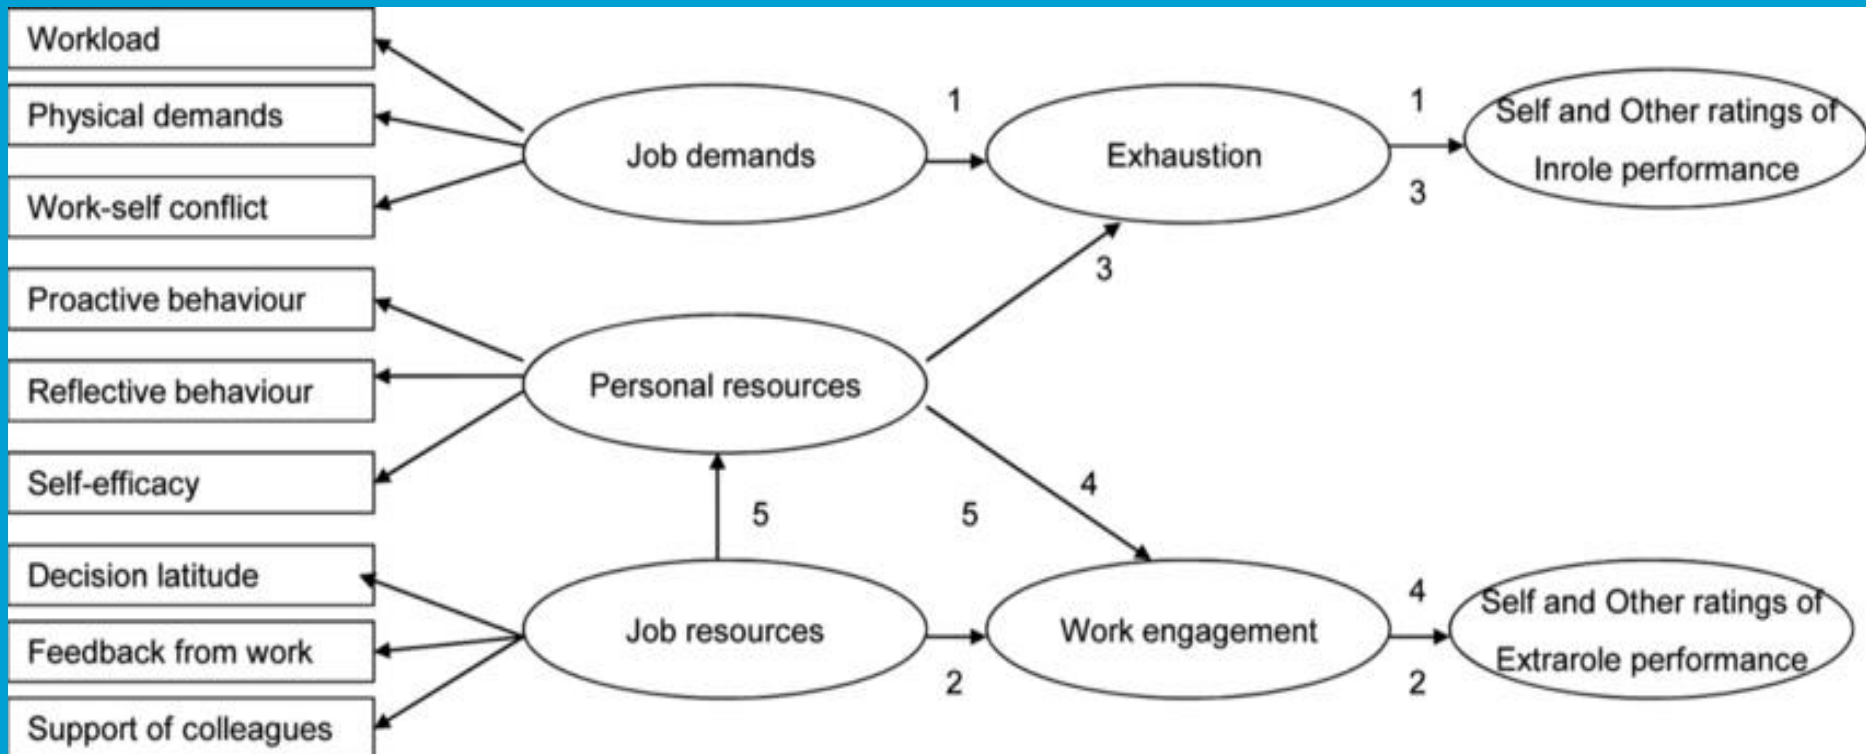 Workload
Physical demands
Work-self conflict
Proactive behaviour
Reflective behaviour
Self-efficacy
Decision latitude
Feedback from work
Support of colleagues
Job demands
Personal resources
Job resources
1
5
5
2
Exhaustion
3
4
Work engagement
1
3
4
2
Self and Other ratings of
Inrole performance
Self and Other ratings of
Extrarole performance